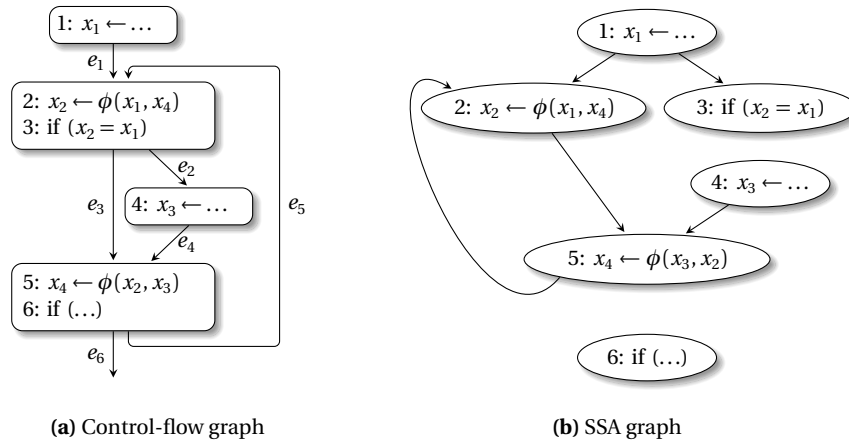 1: x₁ ← ...
e₁
2: x₂ ← ϕ(x₁, x₄)
3: if (x₂ = x₁)
e₂
e₃
4: x₃ ← ...
e₅
e₄
5: x₄ ← ϕ(x₂, x₃)
6: if (...)
e₆
(a) Control-flow graph
1: x₁ ← ...
2: x₂ ← ϕ(x₁, x₄)
3: if (x₂ = x₁)
4: x₃ ← ...
5: x₄ ← ϕ(x₃, x₂)
6: if (...)
(b) SSA graph